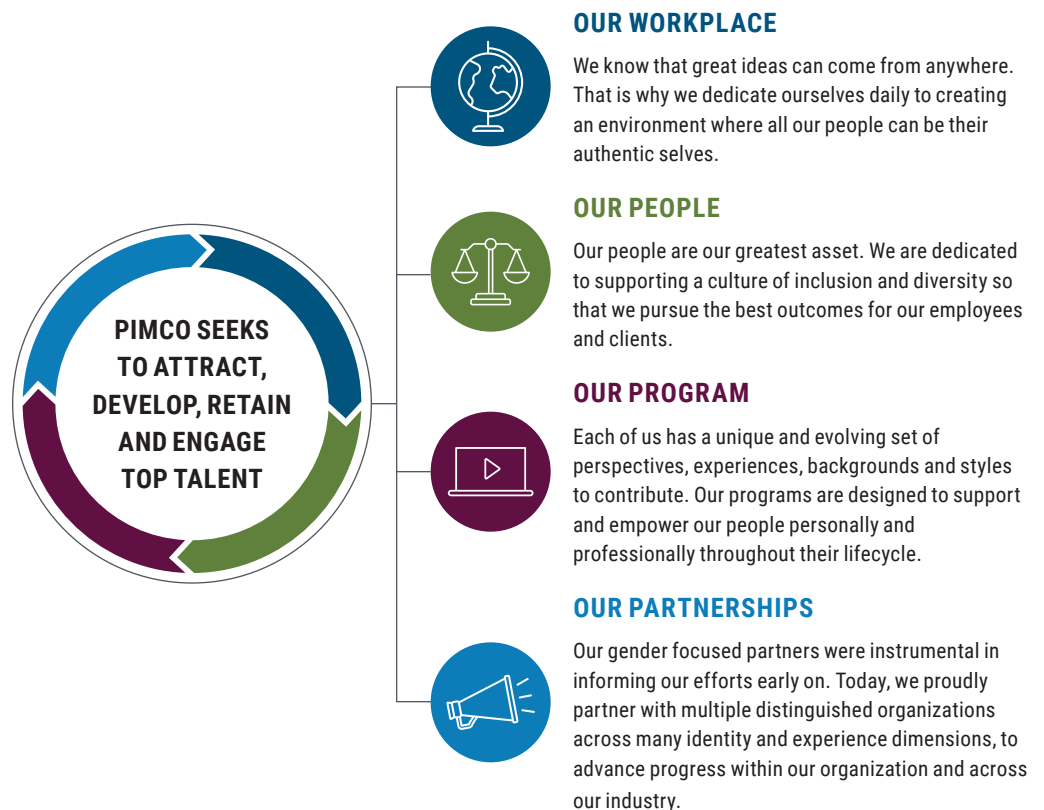 PIMCO SEEKS
TO ATTRACT,
DEVELOP, RETAIN
AND ENGAGE
TOP TALENT
OUR WORKPLACE
We know that great ideas can come from anywhere.
That is why we dedicate ourselves daily to creating
an environment where all our people can be their
authentic selves.
OUR PEOPLE
Our people are our greatest asset. We are dedicated
to supporting a culture of inclusion and diversity so
that we pursue the best outcomes for our employees
and clients.
OUR PROGRAM
Each of us has a unique and evolving set of
perspectives, experiences, backgrounds and styles
to contribute. Our programs are designed to support
and empower our people personally and
professionally throughout their lifecycle.
OUR PARTNERSHIPS
Our gender focused partners were instrumental in
informing our efforts early on. Today, we proudly
partner with multiple distinguished organizations
across many identity and experience dimensions, to
advance progress within our organization and across
our industry.